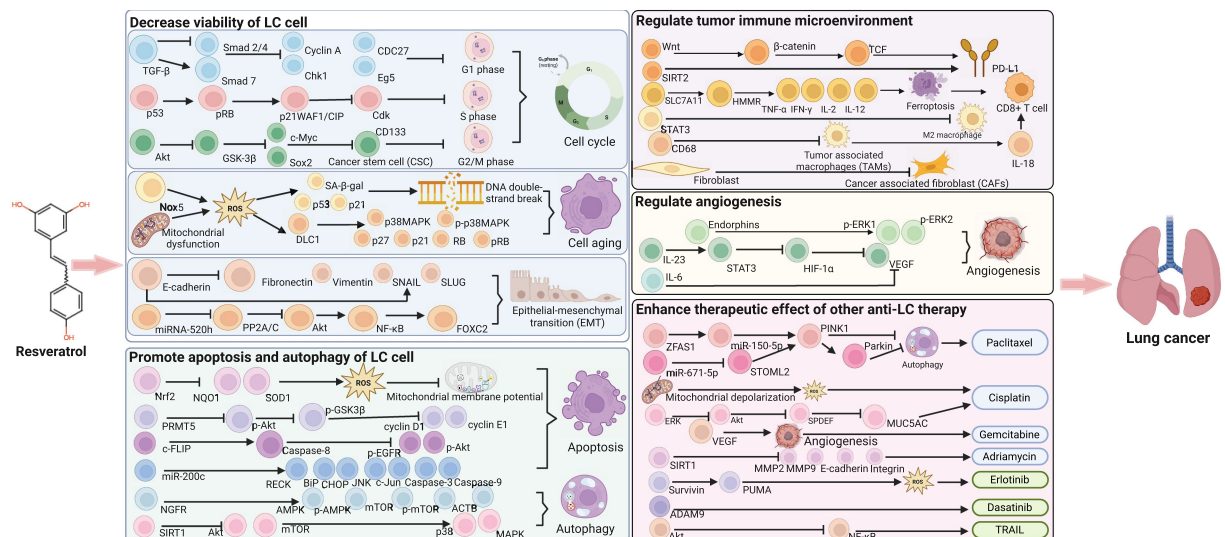 HO
OH
OH
Resveratrol
Decrease viability of LC cell
TGF-β
Smad 2/4
Smad 7
Cyclin A
Chk1
CDC27
Eg5
G1 phase
p53
pRB
p21WAF1/CIP
Cdk
S phase
Akt
GSK-3β
c-Myc
Sox2
CD133
Cancer stem cell (CSC)
G2/M phase
G₀ phase
(resting)
G₁
S
G₂
M
Cell cycle
Nox5
Mitochondrial
dysfunction
ROS
SA-β-gal
p53
p21
DLC1
p38MAPK
p-p38MAPK
p27
p21
RB
pRB
DNA double-
strand break
Cell aging
E-cadherin
Fibronectin
Vimentin
SNAIL
SLUG
miRNA-520h
PP2A/C
Akt
NF-κB
FOXC2
Epithelial-mesenchymal
transition (EMT)
Promote apoptosis and autophagy of LC cell
Nrf2
NQO1
SOD1
ROS
Mitochondrial membrane potential
PRMT5
p-Akt
p-GSK3β
cyclin D1
cyclin E1
c-FLIP
Caspase-8
p-EGFR
p-Akt
miR-200c
RECK
BiP
CHOP
JNK
c-Jun
Caspase-3
Caspase-9
Apoptosis
NGFR
AMPK
p-AMPK
mTOR
p-mTOR
ACTB
SIRT1
Akt
mTOR
p38
MAPK
Autophagy
Regulate tumor immune microenvironment
Wnt
β-catenin
TCF
SIRT2
PD-L1
SLC7A11
HMMR
TNF-α
IFN-γ
IL-2
IL-12
Ferroptosis
CD8+ T cell
STAT3
M2 macrophage
CD68
Tumor associated
macrophages (TAMs)
IL-18
Fibroblast
Cancer associated fibroblast (CAFs)
Regulate angiogenesis
Endorphins
p-ERK1
p-ERK2
IL-23
STAT3
HIF-1α
VEGF
IL-6
Angiogenesis
Enhance therapeutic effect of other anti-LC therapy
ZFAS1
miR-150-5p
PINK1
Parkin
miR-671-5p
STOML2
Autophagy
Paclitaxel
Mitochondrial depolarization
ROS
Cisplatin
ERK
Akt
SPDEF
MUC5AC
VEGF
Angiogenesis
Gemcitabine
SIRT1
MMP2
MMP9
E-cadherin
Integrin
Adriamycin
Survivin
PUMA
ROS
Erlotinib
ADAM9
Dasatinib
Akt
NF-κB
TRAIL
Lung cancer